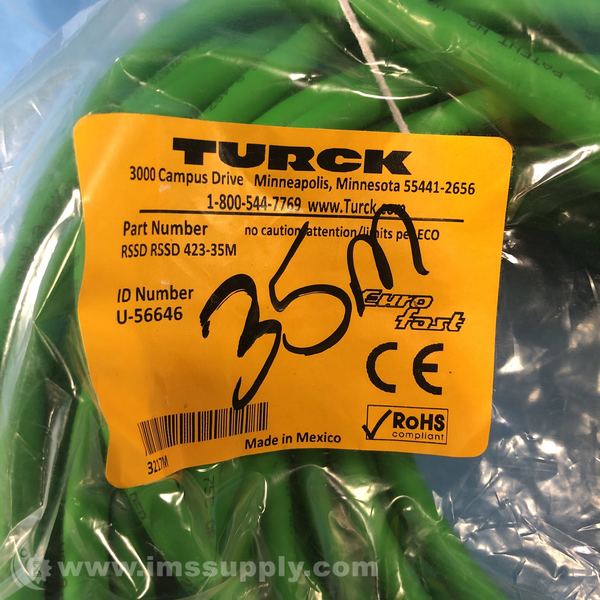 TURCK
3000 Campus Drive Minneapolis, Minnesota 55441-2656
1-800-544-7769 www.Turck.com
Part Number no caution/attention/limits per ECO
RSSD RSSD 423-35M
35m
ID Number
U-56646
euro
fast
CE
RoHS
compliant
Made in Mexico
3217M
www.imssupply.com